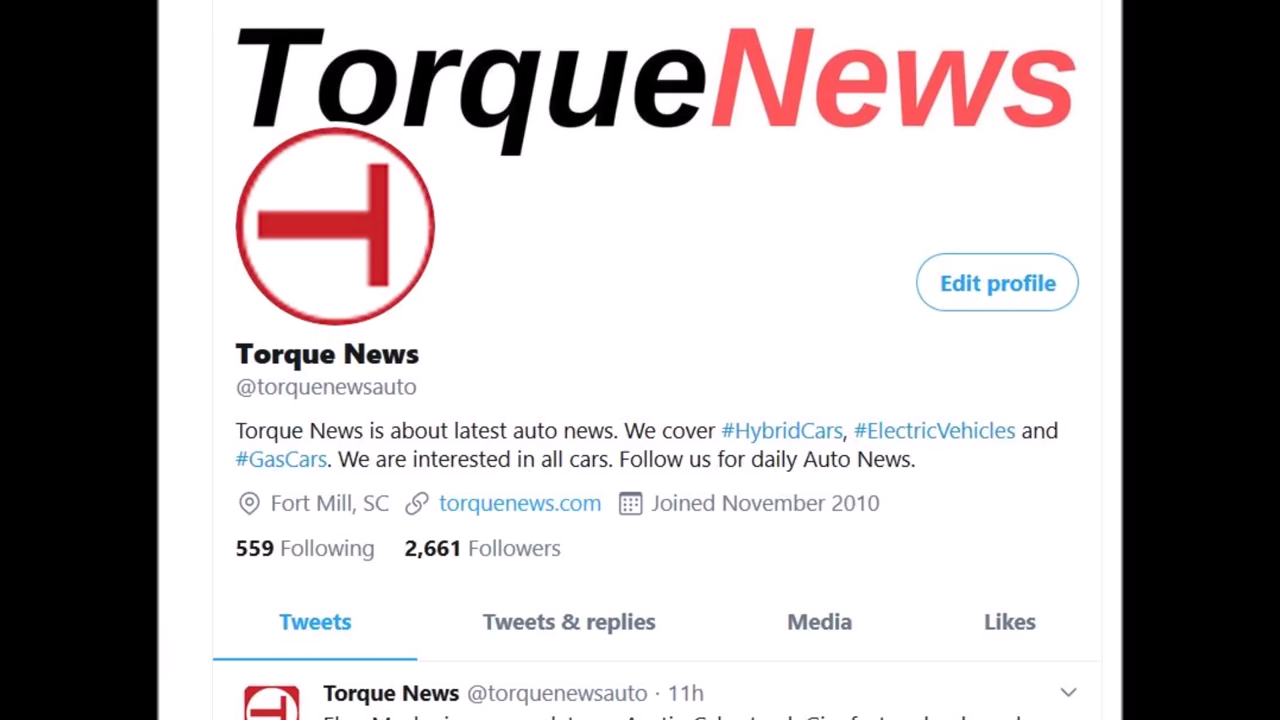 TorqueNews
T
Edit profile
Torque News
@torquenewsauto
Torque News is about latest auto news. We cover #HybridCars, #ElectricVehicles and
#GasCars. We are interested in all cars. Follow us for daily Auto News.
Fort Mill, SC torquenews.com Joined November 2010
559 Following 2,661 Followers
Tweets Tweets & replies Media Likes
Torque News @torquenewsauto · 11h